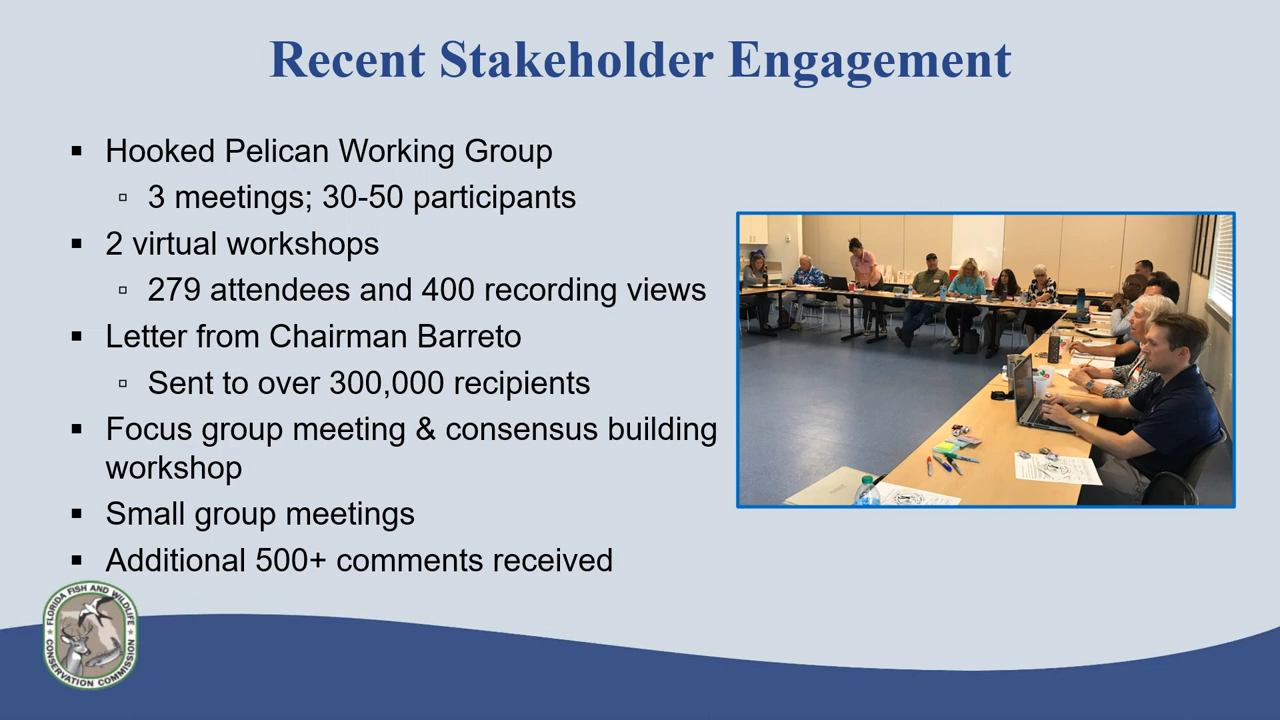 Recent Stakeholder Engagement
▪ Hooked Pelican Working Group
▫ 3 meetings; 30-50 participants
▪ 2 virtual workshops
▫ 279 attendees and 400 recording views
▪ Letter from Chairman Barreto
▫ Sent to over 300,000 recipients
▪ Focus group meeting & consensus building
workshop
▪ Small group meetings
▪ Additional 500+ comments received
FLORIDA FISH AND WILDLIFE
CONSERVATION COMMISSION